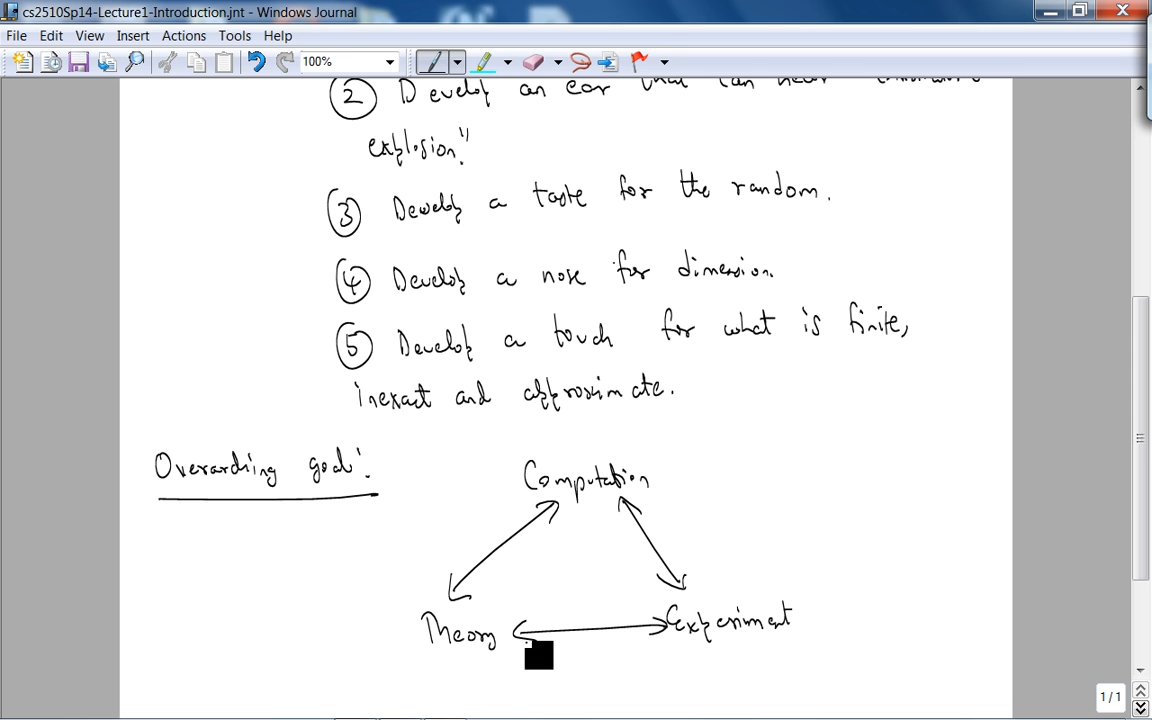 cs2510Sp14-Lecture1-Introduction.jnt - Windows Journal
File Edit View Insert Actions Tools Help
100%
② Develop an ear that can hear
explosion!"
③ Develop a taste for the random.
④ Develop a nose for dimension.
⑤ Develop a touch for what is finite,
inexact and approximate.
Overarching goal:
Computation
Theory Experiment
1 / 1